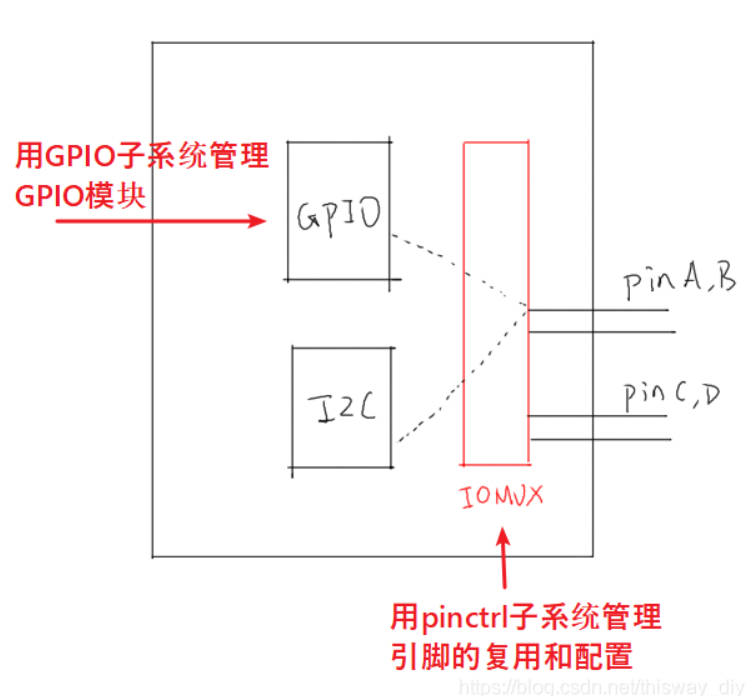 用GPIO子系统管理
GPIO模块
GPIO
pinA,B
I2C
pinC,D
IOMUX
用pinctrl子系统管理
引脚的复用和配置
https://blog.csdn.net/thisway_diy